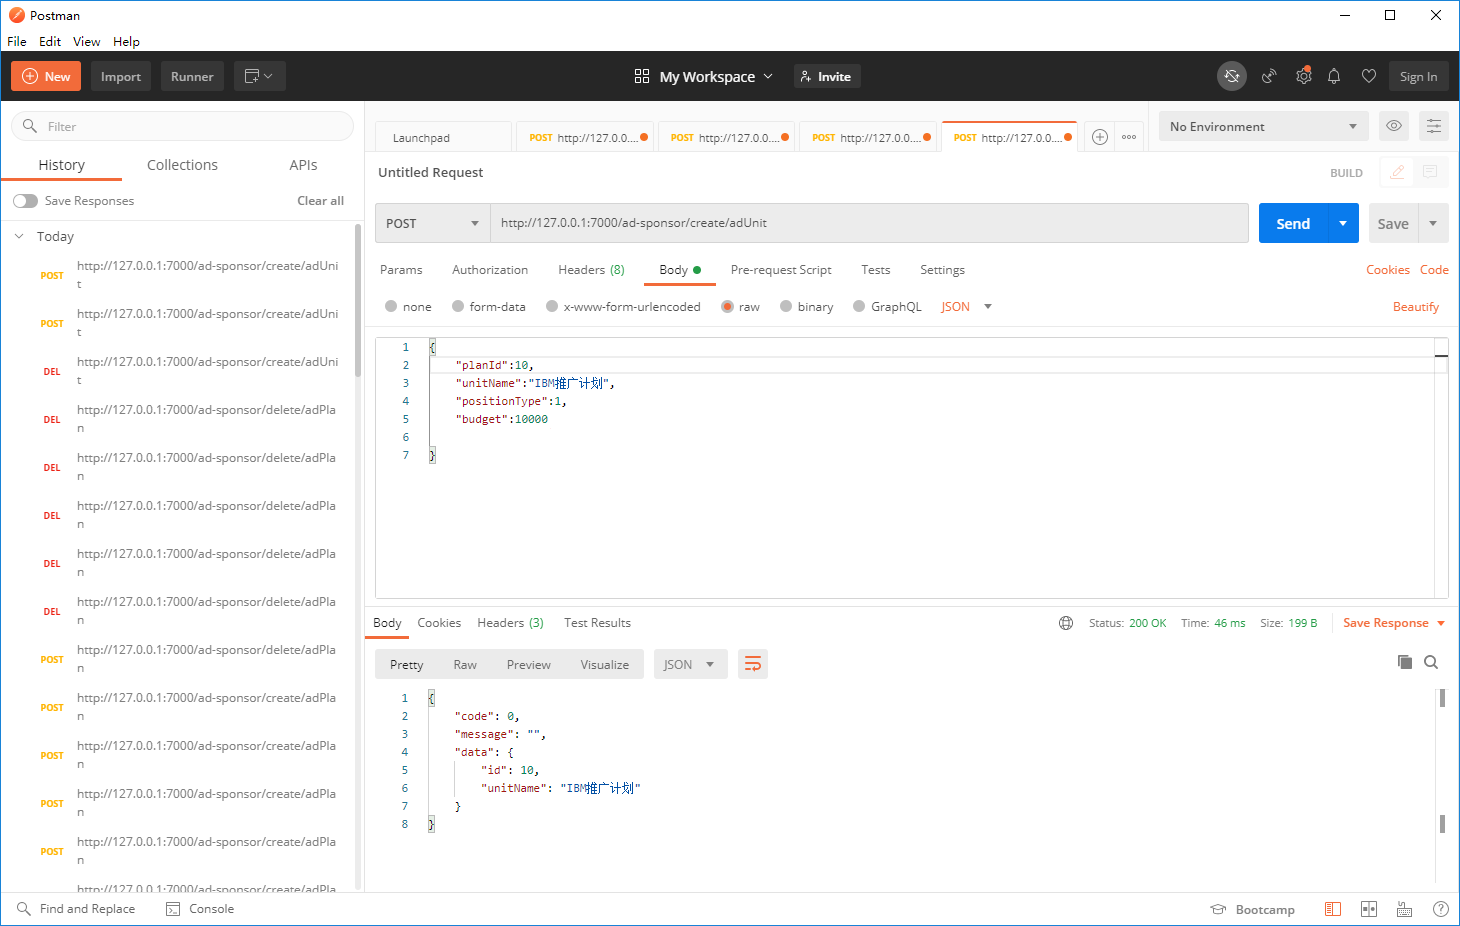 Postman
File Edit View Help
New Import Runner My Workspace Invite Sign In
Filter
History Collections APIs
Save Responses Clear all
Today
POST http://127.0.0.1:7000/ad-sponsor/create/adUni
t
POST http://127.0.0.1:7000/ad-sponsor/create/adUni
t
DEL http://127.0.0.1:7000/ad-sponsor/create/adUni
t
DEL http://127.0.0.1:7000/ad-sponsor/delete/adPla
n
DEL http://127.0.0.1:7000/ad-sponsor/delete/adPla
n
DEL http://127.0.0.1:7000/ad-sponsor/delete/adPla
n
DEL http://127.0.0.1:7000/ad-sponsor/delete/adPla
n
DEL http://127.0.0.1:7000/ad-sponsor/delete/adPla
n
POST http://127.0.0.1:7000/ad-sponsor/delete/adPla
n
POST http://127.0.0.1:7000/ad-sponsor/create/adPla
n
POST http://127.0.0.1:7000/ad-sponsor/create/adPla
n
POST http://127.0.0.1:7000/ad-sponsor/create/adPla
n
POST http://127.0.0.1:7000/ad-sponsor/create/adPla
n
http://127.0.0.1:7000/ad-sponsor/create/adPla
Launchpad POST http://127.0.0.... POST http://127.0.0.... POST http://127.0.0.... POST http://127.0.0.... No Environment
Untitled Request BUILD
POST http://127.0.0.1:7000/ad-sponsor/create/adUnit Send Save
Params Authorization Headers (8) Body Pre-request Script Tests Settings Cookies Code
none form-data x-www-form-urlencoded raw binary GraphQL JSON Beautify
1 {
2 "planId":10,
3 "unitName":"IBM推广计划",
4 "positionType":1,
5 "budget":10000
6
7 }
Body Cookies Headers (3) Test Results Status: 200 OK Time: 46 ms Size: 199 B Save Response
Pretty Raw Preview Visualize JSON
1 {
2 "code": 0,
3 "message": "",
4 "data": {
5 "id": 10,
6 "unitName": "IBM推广计划"
7 }
8 }
Find and Replace Console Bootcamp